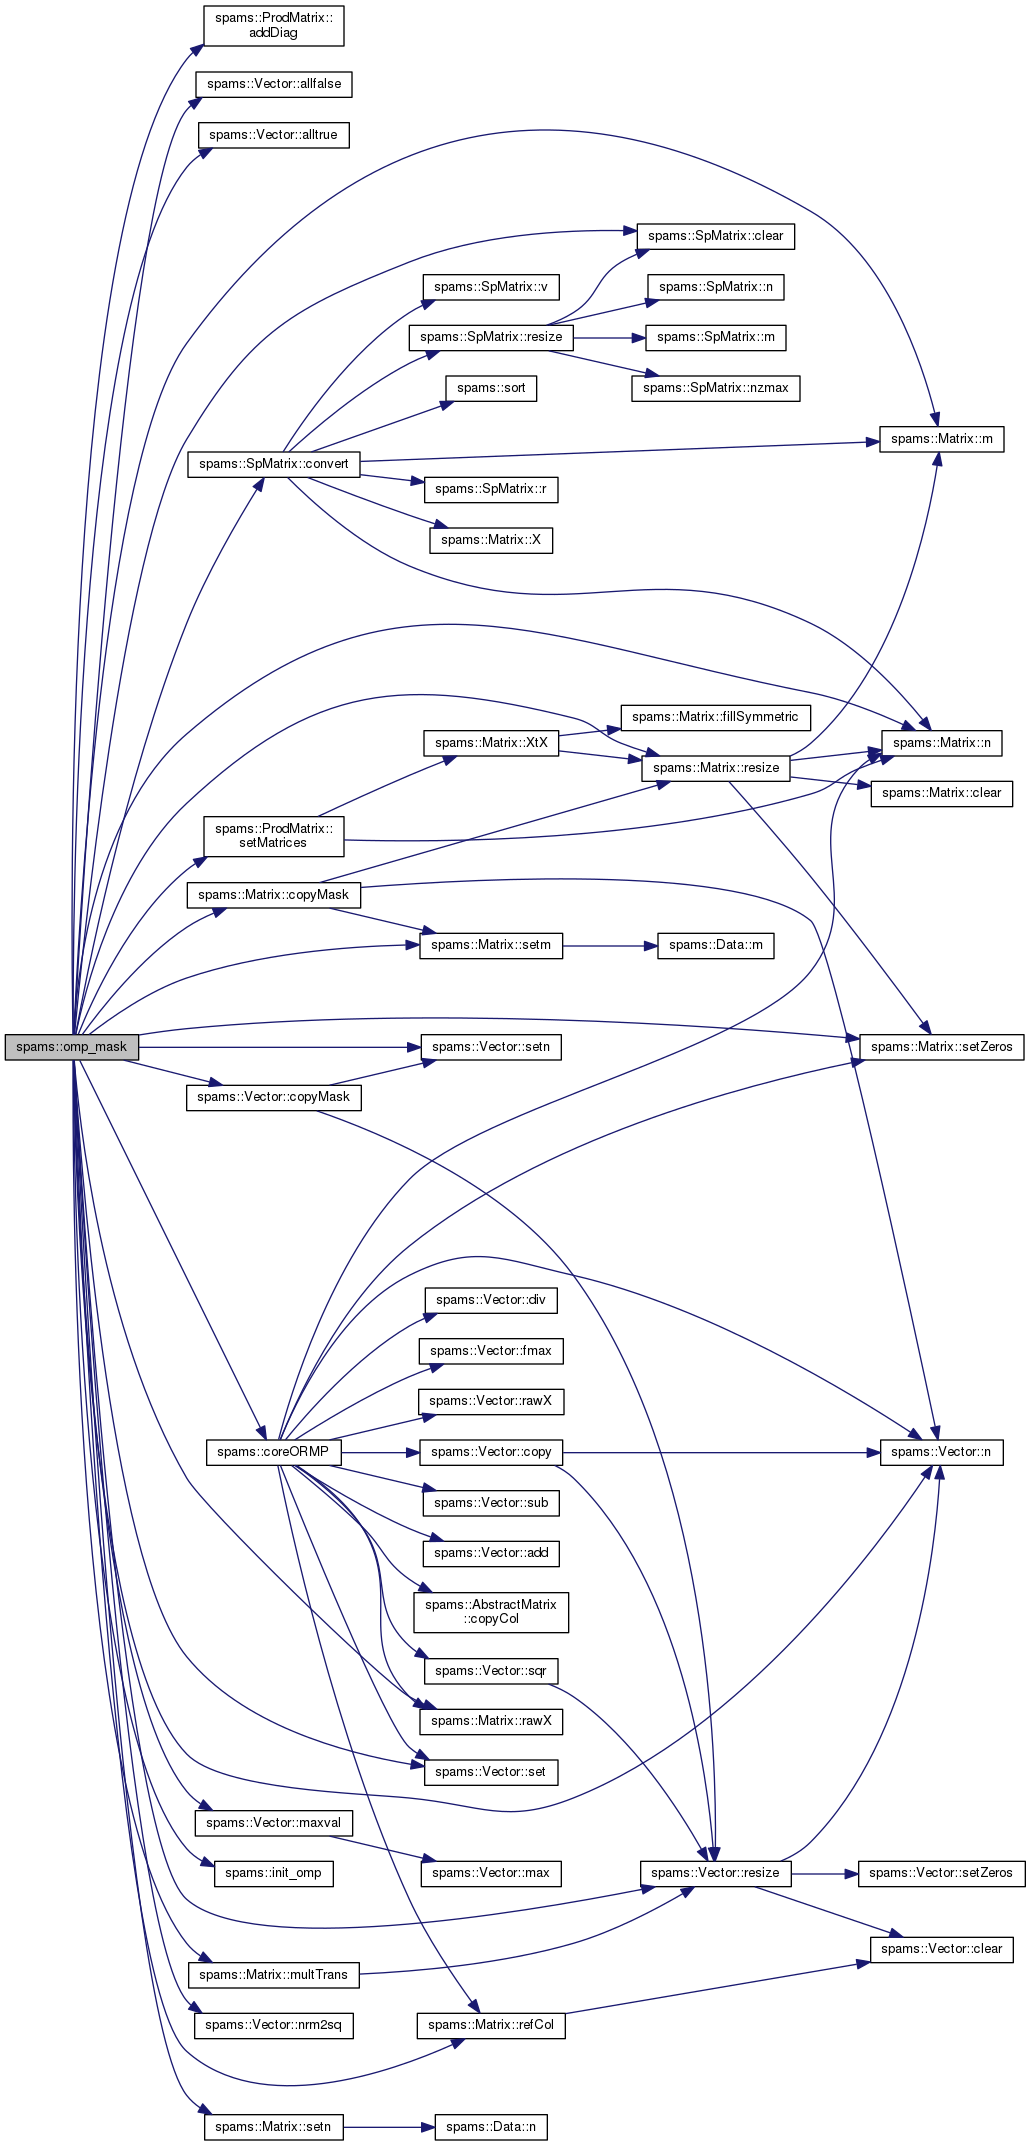 spams::ProdMatrix::
addDiag
spams::Vector::allfalse
spams::Vector::alltrue
spams::SpMatrix::clear
spams::SpMatrix::v
spams::SpMatrix::n
spams::SpMatrix::resize
spams::SpMatrix::m
spams::sort
spams::SpMatrix::nzmax
spams::Matrix::m
spams::SpMatrix::convert
spams::SpMatrix::r
spams::Matrix::X
spams::Matrix::fillSymmetric
spams::Matrix::XtX
spams::Matrix::n
spams::Matrix::resize
spams::Matrix::clear
spams::ProdMatrix::
setMatrices
spams::Matrix::copyMask
spams::Matrix::setm
spams::Data::m
spams::omp_mask
spams::Vector::setn
spams::Matrix::setZeros
spams::Vector::copyMask
spams::Vector::div
spams::Vector::fmax
spams::Vector::rawX
spams::coreORMP
spams::Vector::copy
spams::Vector::n
spams::Vector::sub
spams::Vector::add
spams::AbstractMatrix
::copyCol
spams::Vector::sqr
spams::Matrix::rawX
spams::Vector::set
spams::Vector::maxval
spams::init_omp
spams::Vector::max
spams::Vector::resize
spams::Vector::setZeros
spams::Vector::clear
spams::Matrix::multTrans
spams::Vector::nrm2sq
spams::Matrix::refCol
spams::Matrix::setn
spams::Data::n